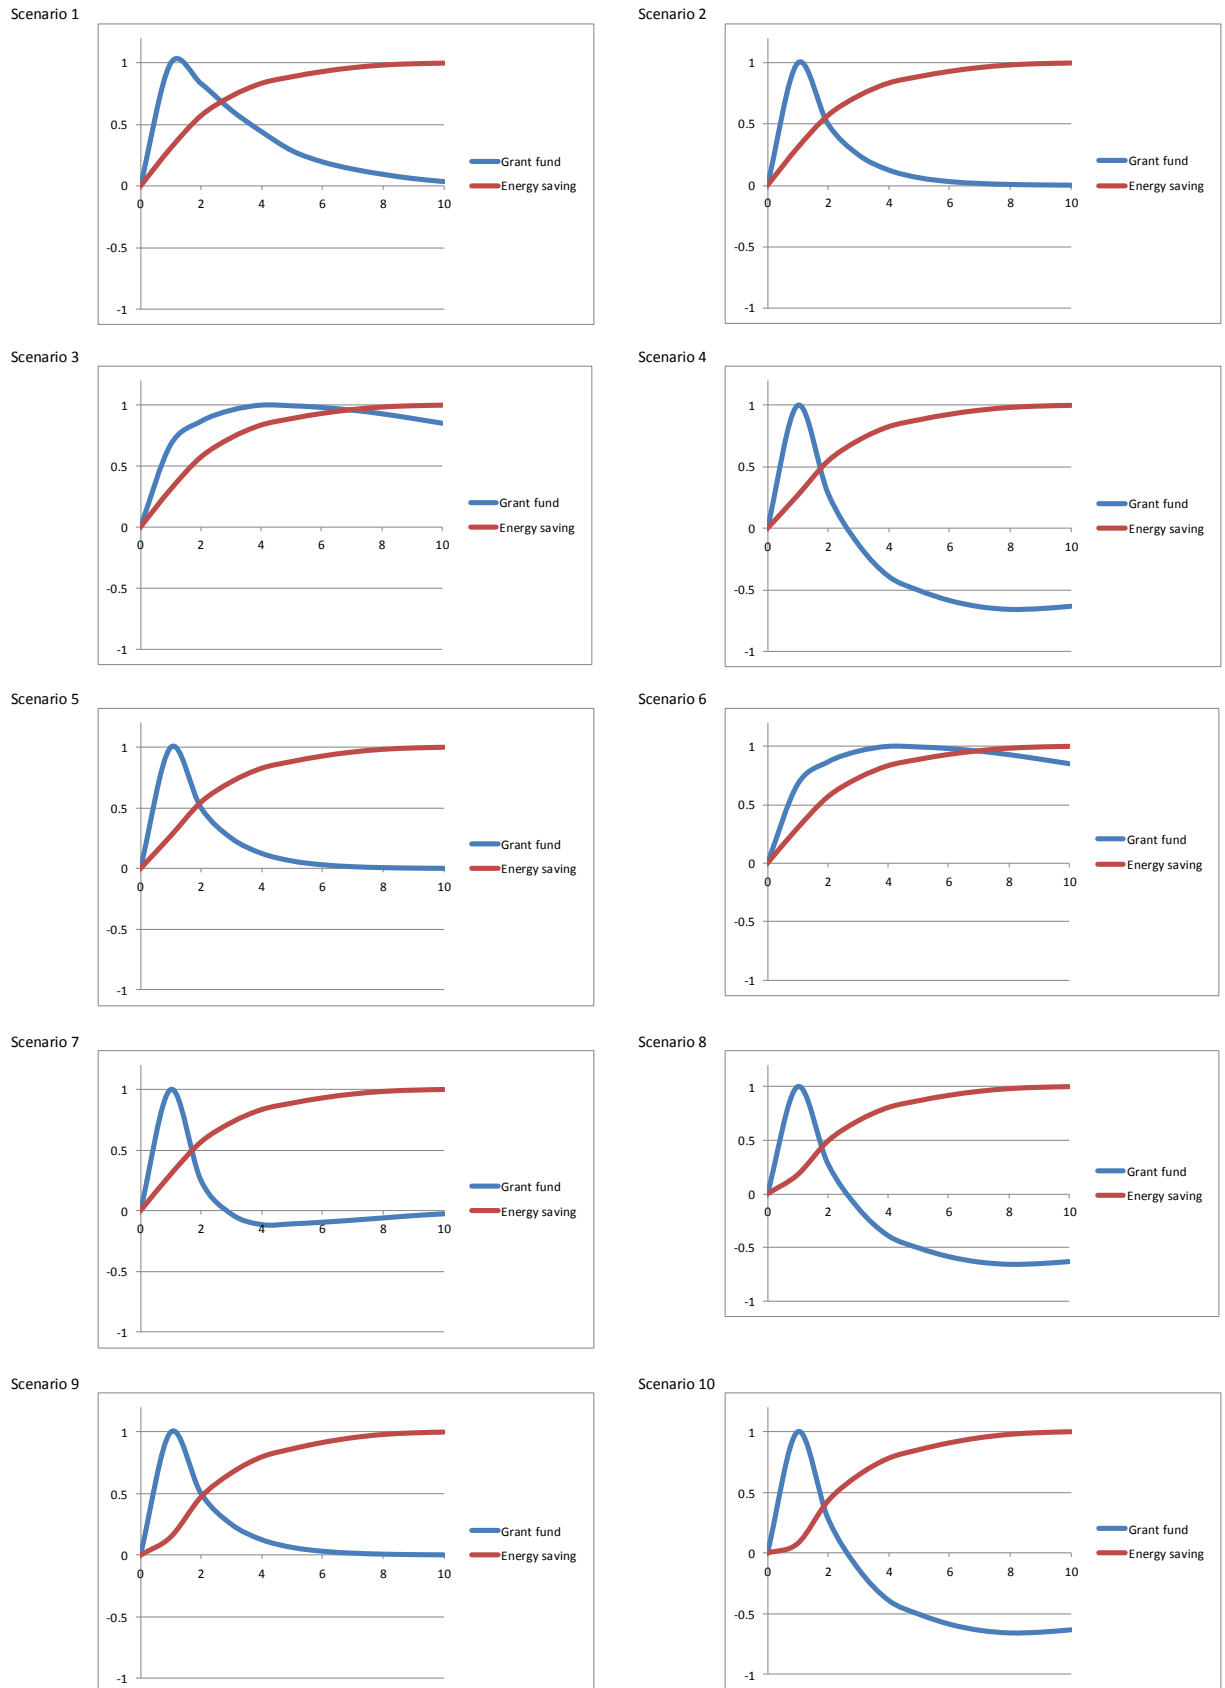 Scenario 1
Scenario 2
1
0.5
0
-0.5
-1
0 2 4 6 8 10
Grant fund
Energy saving
1
0.5
0
-0.5
-1
0 2 4 6 8 10
Grant fund
Energy saving
Scenario 3
Scenario 4
1
0.5
0
-0.5
-1
0 2 4 6 8 10
Grant fund
Energy saving
1
0.5
0
-0.5
-1
0 2 4 6 8 10
Grant fund
Energy saving
Scenario 5
Scenario 6
1
0.5
0
-0.5
-1
0 2 4 6 8 10
Grant fund
Energy saving
1
0.5
0
-0.5
-1
0 2 4 6 8 10
Grant fund
Energy saving
Scenario 7
Scenario 8
1
0.5
0
-0.5
-1
0 2 4 6 8 10
Grant fund
Energy saving
1
0.5
0
-0.5
-1
0 2 4 6 8 10
Grant fund
Energy saving
Scenario 9
Scenario 10
1
0.5
0
-0.5
-1
0 2 4 6 8 10
Grant fund
Energy saving
1
0.5
0
-0.5
-1
0 2 4 6 8 10
Grant fund
Energy saving